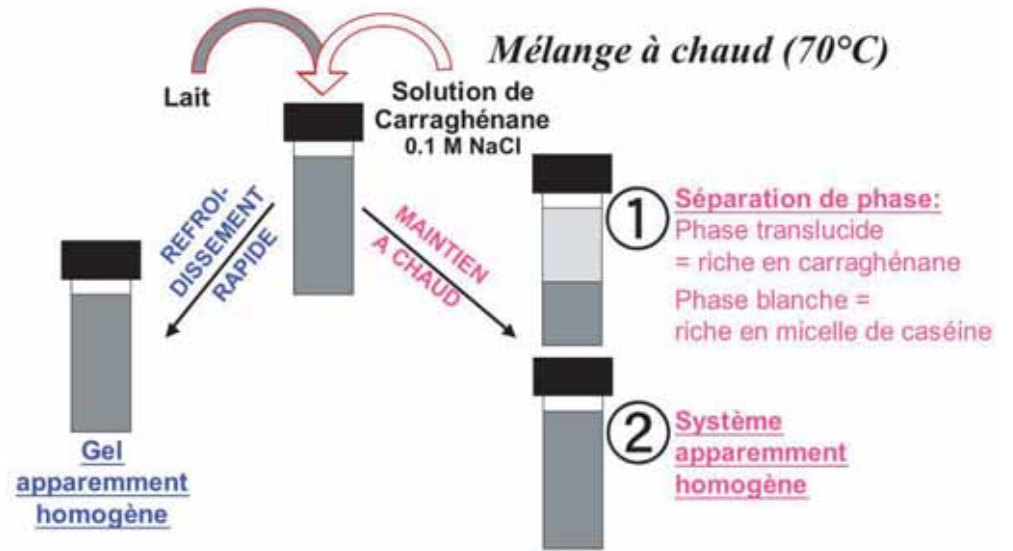 Mélange à chaud (70°C)
Lait
Solution de
Carraghénane
0.1 M NaCl
REFROI-
DISSEMENT
RAPIDE
MAINTIEN
A CHAUD
1
Séparation de phase:
Phase translucide
= riche en carraghénane
Phase blanche =
riche en micelle de caséine
2
Système
apparemment
homogène
Gel
apparemment
homogène